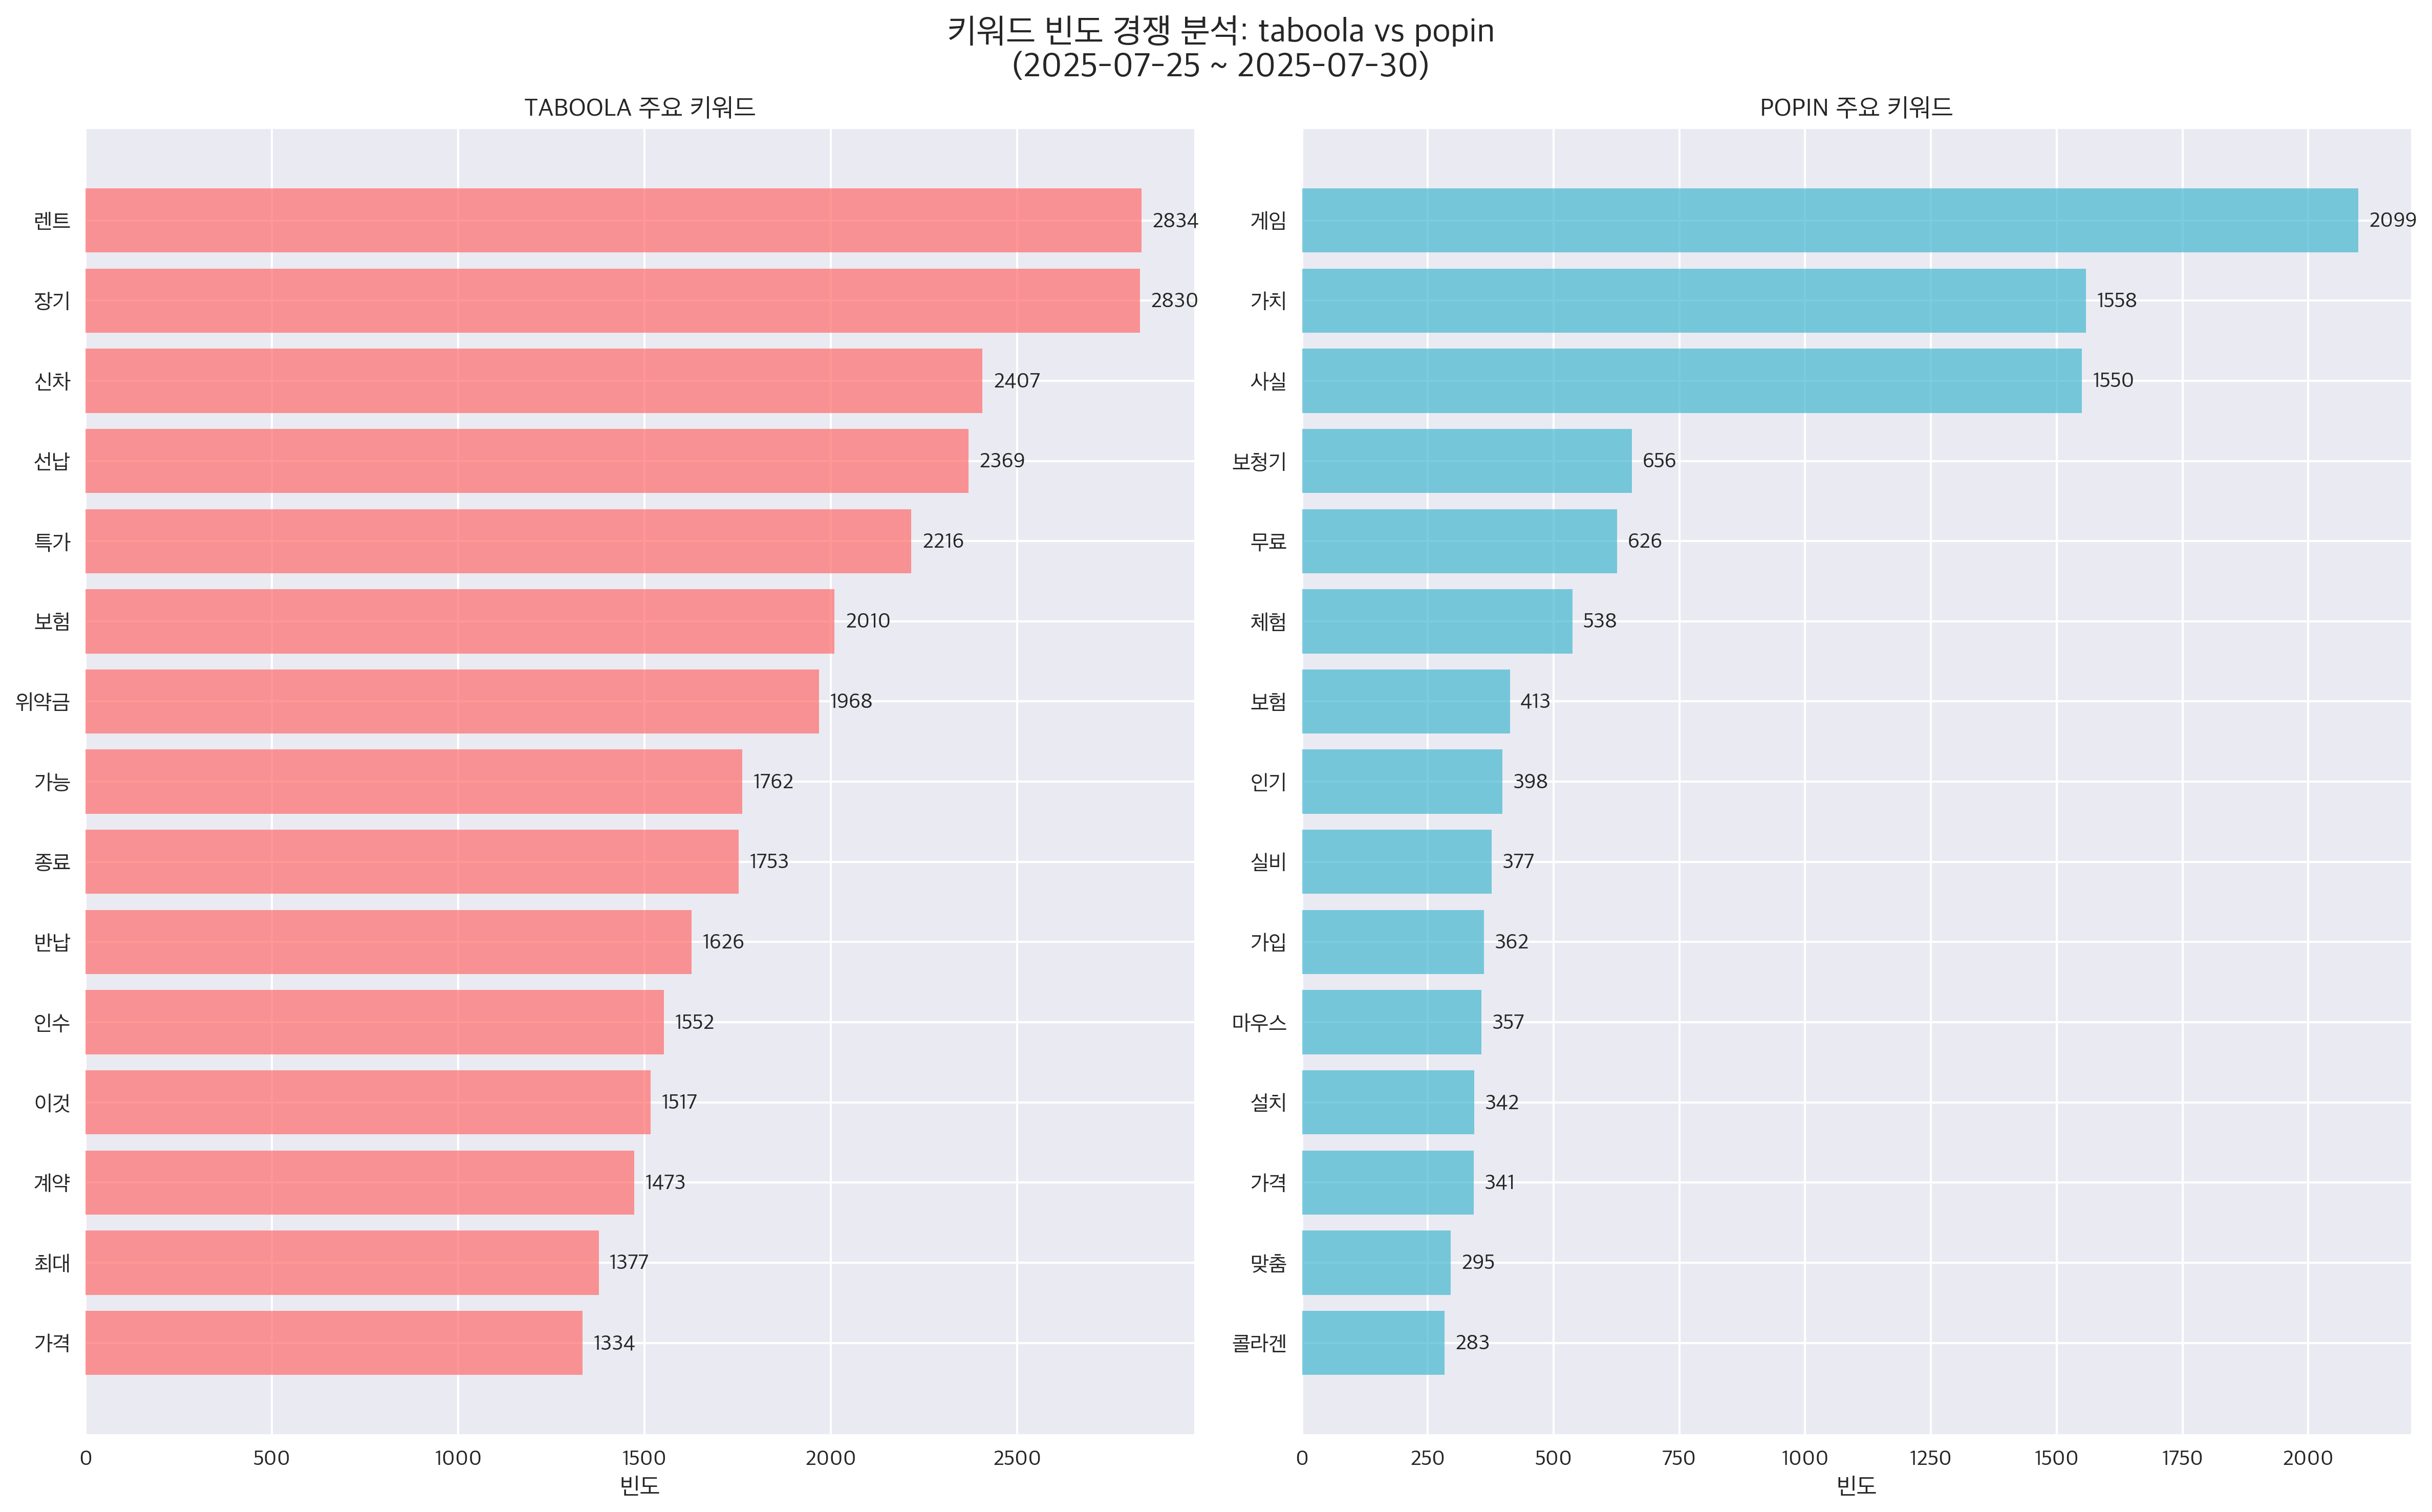 키워드 빈도 경쟁 분석: taboola vs popin
(2025-07-25 ~ 2025-07-30)
TABOOLA 주요 키워드
렌트 2834
장기 2830
신차 2407
선납 2369
특가 2216
보험 2010
위약금 1968
가능 1762
종료 1753
반납 1626
인수 1552
이것 1517
계약 1473
최대 1377
가격 1334
0 500 1000 1500 2000 2500
빈도
POPIN 주요 키워드
게임 2099
가치 1558
사실 1550
보청기 656
무료 626
체험 538
보험 413
인기 398
실비 377
가입 362
마우스 357
설치 342
가격 341
맞춤 295
콜라겐 283
0 250 500 750 1000 1250 1500 1750 2000
빈도